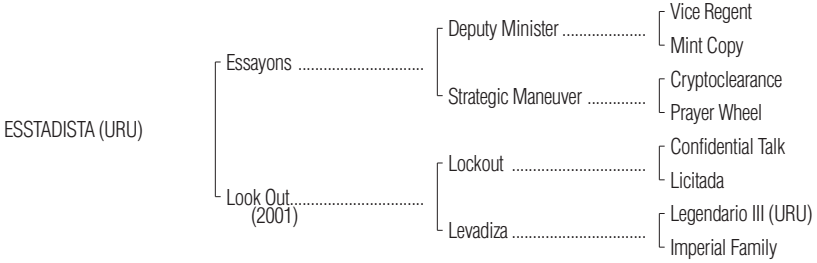 Vice Regent
Deputy Minister ....................
Mint Copy
Essayons ..............................
Cryptoclearance
Strategic Maneuver ..............
Prayer Wheel
ESSTADISTA (URU)
Confidential Talk
Lockout ................................
Licitada
Look Out................................
(2001)
Legendario III (URU)
Levadiza ................................
Imperial Family